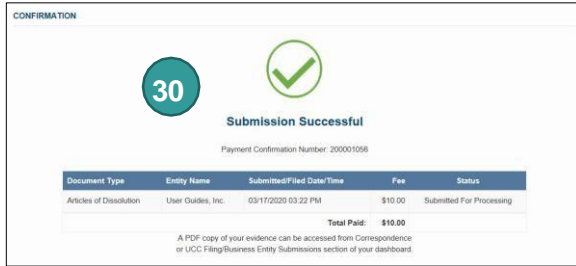 CONFIRMATION
30
Submission Successful
Payment Confirmation Number: 200001056
Document Type Entity Name Submitted/Filed Date/Time Fee Status
Articles of Dissolution User Guides, Inc. 03/17/2020 03:22 PM $10.00 Submitted For Processing
Total Paid: $10.00
A PDF copy of your evidence can be accessed from Correspondence
or UCC Filing/Business Entity Submissions section of your dashboard.